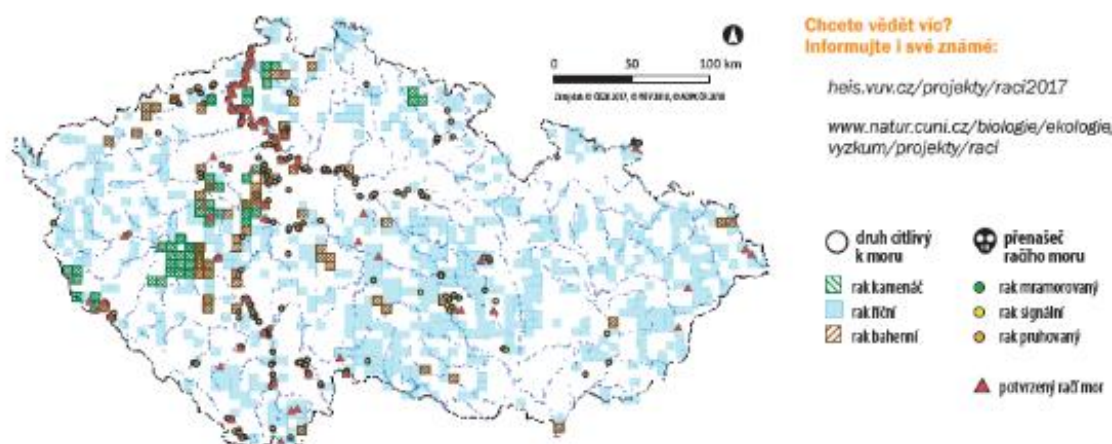 Chcete vědět víc?
Informujte i své známé:
heis.vuv.cz/projekty/raci2017
www.natur.cuni.cz/biologie/ekologie/
vyzkum/projekty/raci
0 50 100 km
druh citlivý
k moru
rak kamenáč
rak říční
rak bahenní
přenašeč
račího moru
rak mramorovaný
rak signální
rak pruhovaný
potvrzený račí mor